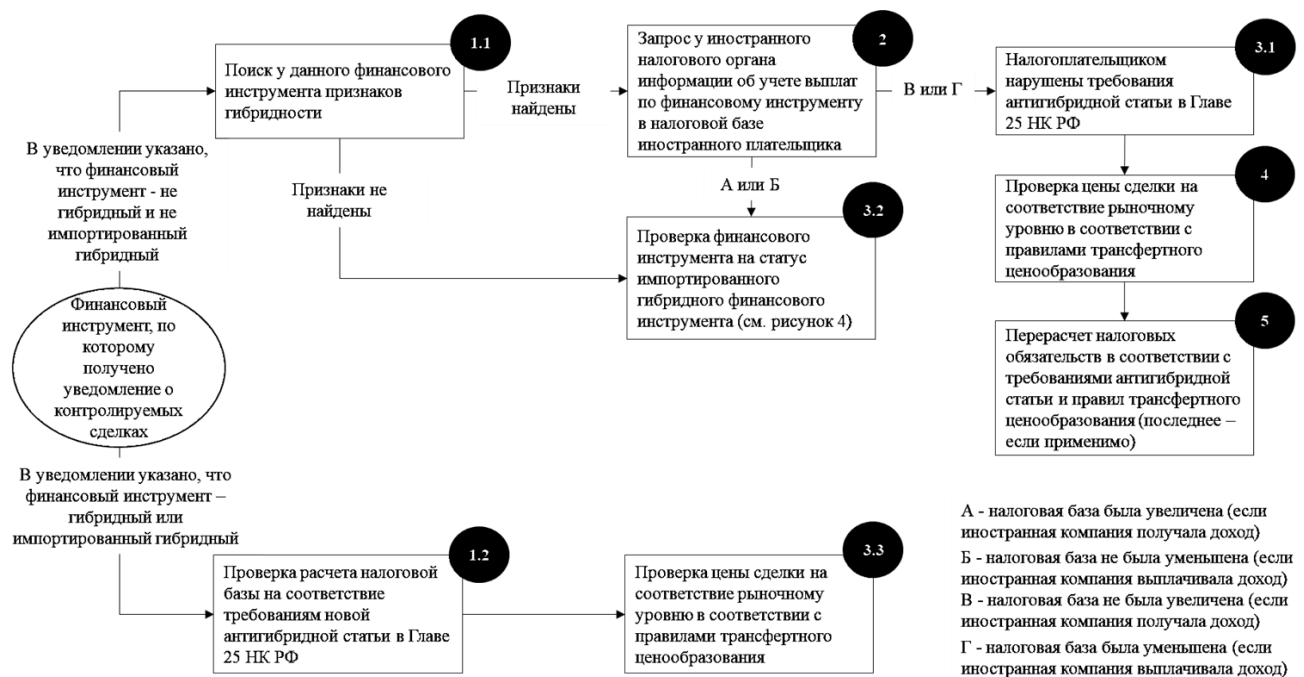 1.1
Поиск у данного финансового
инструмента признаков
гибридности
Признаки
найдены
2
Запрос у иностранного
налогового органа
информации об учете выплат
по финансовому инструменту
в налоговой базе
иностранного плательщика
В или Г
3.1
Налогоплательщиком
нарушены требования
антигибридной статьи в Главе
25 НК РФ
В уведомлении указано,
что финансовый
инструмент - не
гибридный и не
импортированный
гибридный
Признаки не
найдены
А или Б
3.2
Проверка финансового
инструмента на статус
импортированного
гибридного финансового
инструмента (см. рисунок 4)
4
Проверка цены сделки на
соответствие рыночному
уровню в соответствии с
правилами трансфертного
ценообразования
Финансовый
инструмент, по
которому
получено
уведомление о
контролируемых
сделках
5
Перерасчет налоговых
обязательств в соответствии с
требованиями антигибридной
статьи и правил трансфертного
ценообразования (последнее –
если применимо)
В уведомлении указано, что
финансовый инструмент –
гибридный или
импортированный гибридный
1.2
Проверка расчета налоговой
базы на соответствие
требованиям новой
антигибридной статьи в Главе
25 НК РФ
3.3
Проверка цены сделки на
соответствие рыночному
уровню в соответствии с
правилами трансфертного
ценообразования
А - налоговая база была увеличена (если
иностранная компания получала доход)
Б - налоговая база не была уменьшена (если
иностранная компания выплачивала доход)
В - налоговая база не была увеличена (если
иностранная компания получала доход)
Г - налоговая база была уменьшена (если
иностранная компания выплачивала доход)